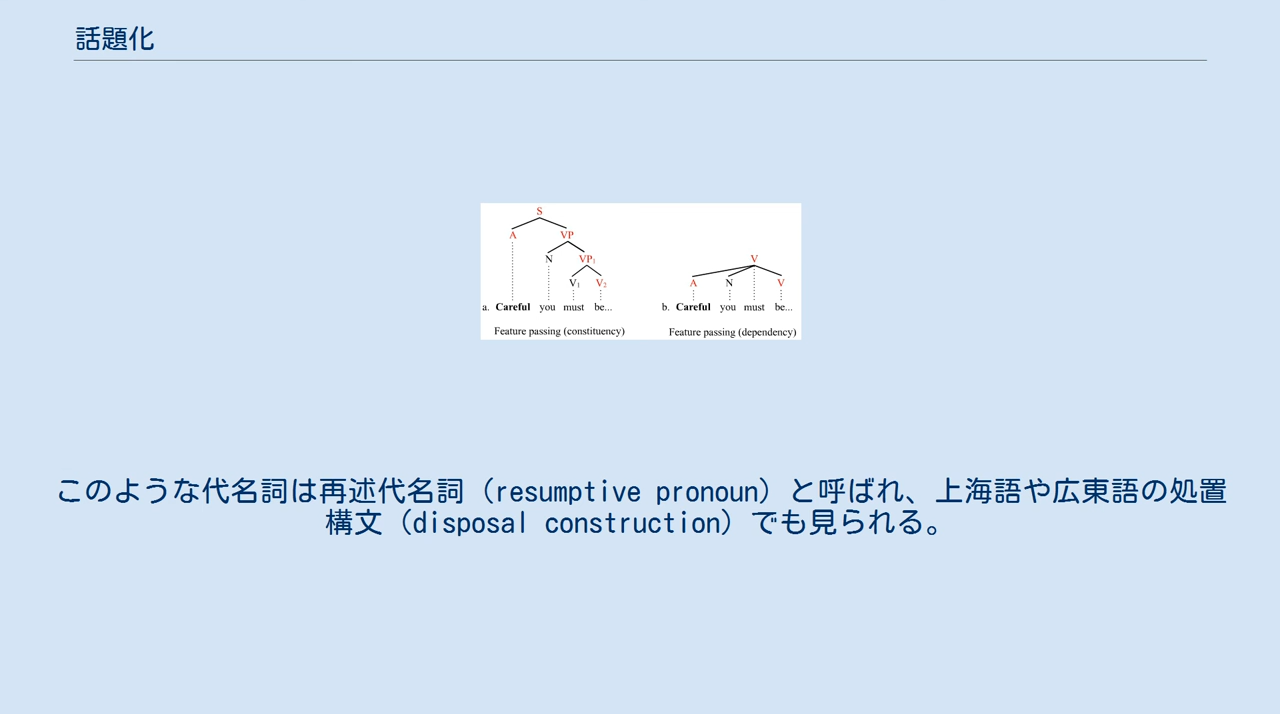 話題化
S
A VP
N VP₁
V₁ V₂
a. Careful you must be...
Feature passing (constituency)
V
A N V
b. Careful you must be...
Feature passing (dependency)
このような代名詞は再述代名詞（resumptive pronoun）と呼ばれ、上海語や広東語の処置
構文（disposal construction）でも見られる。